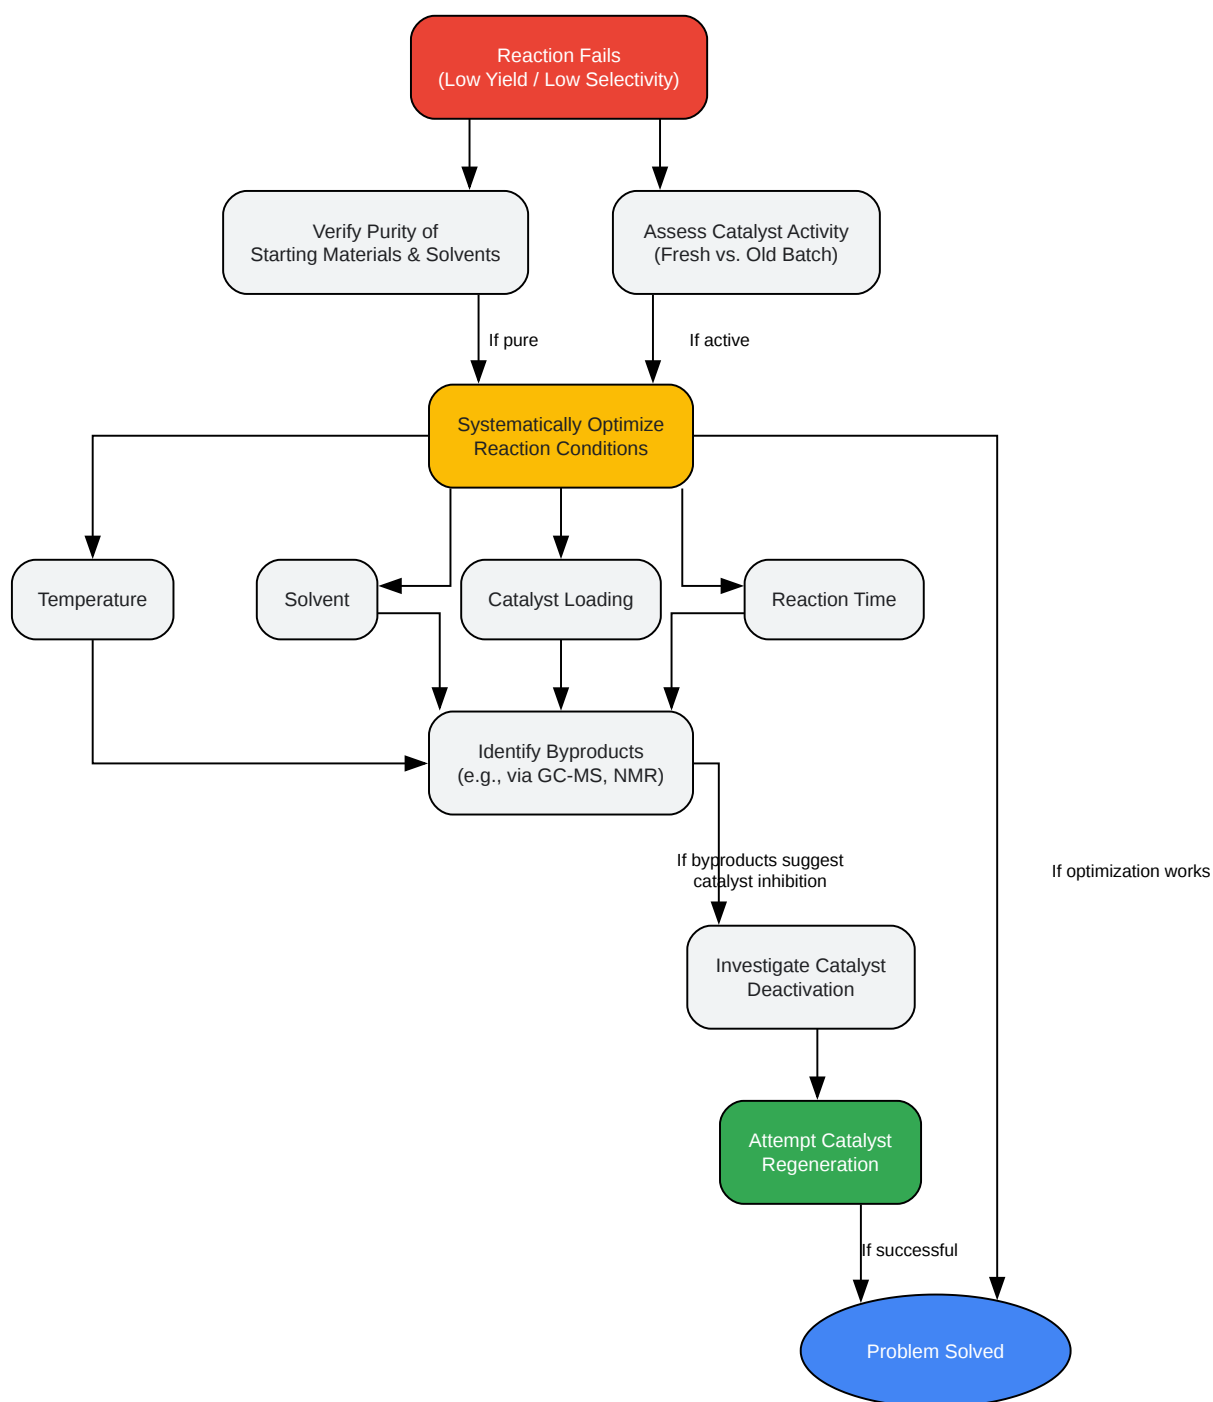 Reaction Fails
(Low Yield / Low Selectivity)
Verify Purity of
Starting Materials & Solvents
Assess Catalyst Activity
(Fresh vs. Old Batch)
If pure
If active
Systematically Optimize
Reaction Conditions
Temperature
Solvent
Catalyst Loading
Reaction Time
Identify Byproducts
(e.g., via GC-MS, NMR)
If byproducts suggest
catalyst inhibition
If optimization works
Investigate Catalyst
Deactivation
Attempt Catalyst
Regeneration
If successful
Problem Solved